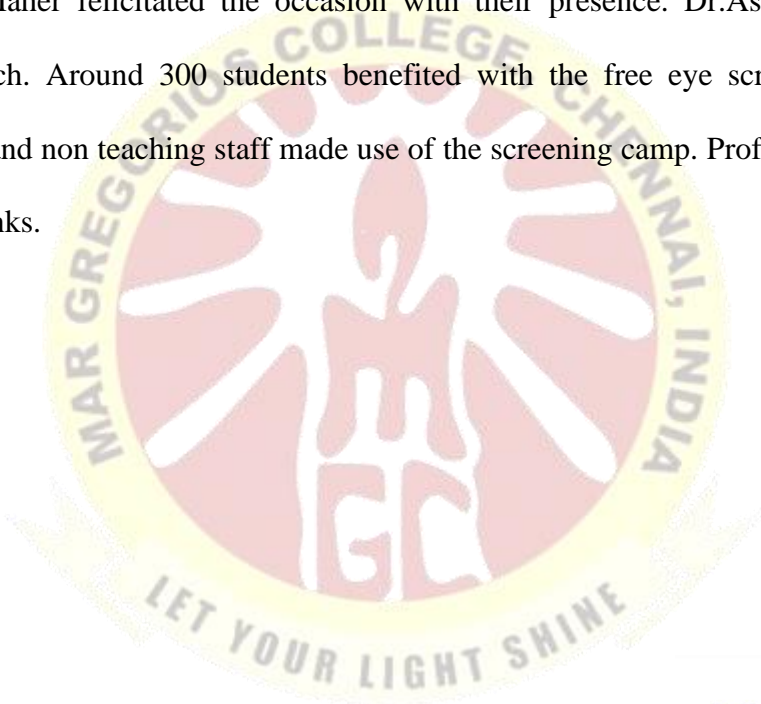 felicitated the occasion with their presence. Dr.As
ch. Around 300 students benefited with the free eye scr
and non teaching staff made use of the screening camp. Prof
nks.
MAR GREGORIOS COLLEGE, CHENNAI, INDIA
MGC
LET YOUR LIGHT SHINE